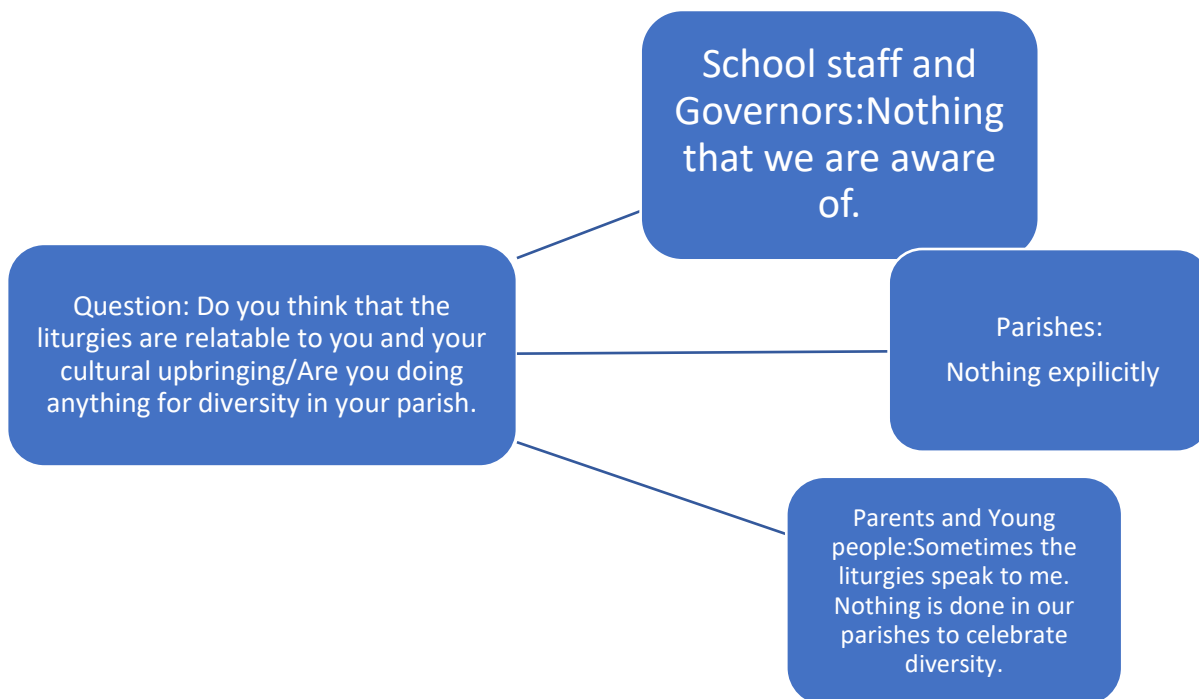 Question: Do you think that the
liturgies are relatable to you and your
cultural upbringing/Are you doing
anything for diversity in your parish.
School staff and
Governors:Nothing
that we are aware
of.
Parishes:
Nothing expilicitly
Parents and Young
people:Sometimes the
liturgies speak to me.
Nothing is done in our
parishes to celebrate
diversity.